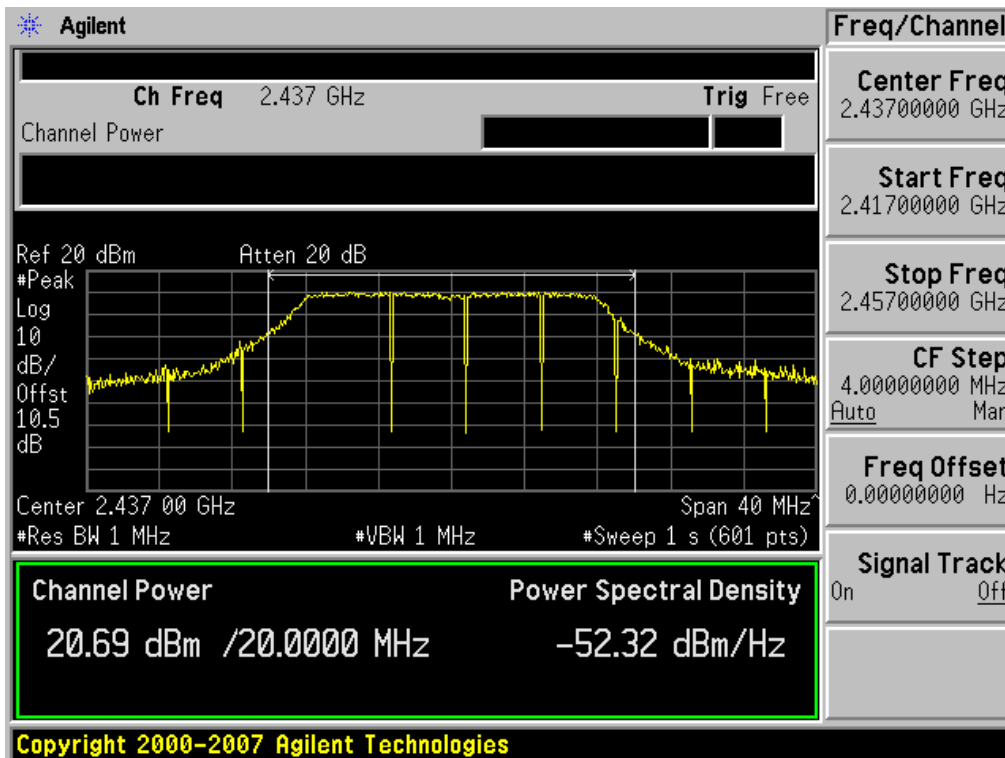 Agilent
Freq/Channel
Ch Freq 2.437 GHz Trig Free
Channel Power
Center Freq
2.43700000 GHz
Start Freq
2.41700000 GHz
Stop Freq
2.45700000 GHz
CF Step
4.00000000 MHz
Auto Man
Freq Offset
0.00000000 Hz
Signal Track
On Off
Ref 20 dBm Atten 20 dB
#Peak
Log
10
dB/
Offst
10.5
dB
Center 2.437 00 GHz Span 40 MHz^
#Res BW 1 MHz #VBW 1 MHz #Sweep 1 s (601 pts)
Channel Power Power Spectral Density
20.69 dBm /20.0000 MHz -52.32 dBm/Hz
Copyright 2000-2007 Agilent Technologies